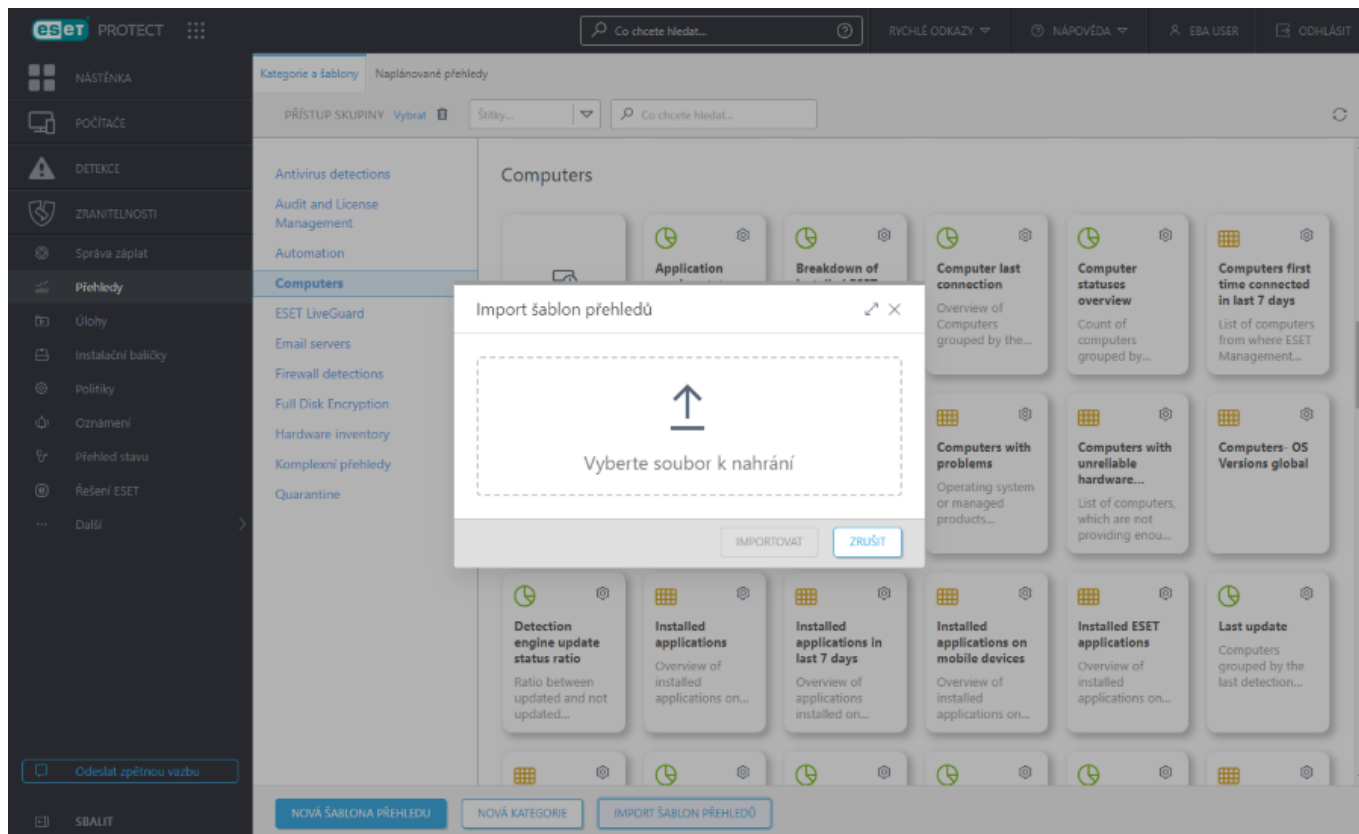 eset PROTECT
Co chcete hledat...
RYCHLÉ ODKAZY
NÁPOVĚDA
EBA USER
ODHLÁSIT
NÁSTĚNKA
POČÍTAČE
DETEKCE
ZRANITELNOSTI
Správa záplat
Přehledy
Úlohy
Instalační balíčky
Politiky
Oznámení
Přehled stavu
Řešení ESET
Další
Odeslat zpětnou vazbu
SBALIT
Kategorie a šablony
Naplánované přehledy
PŘÍSTUP SKUPINY Vybrat
Štítky...
Co chcete hledat...
Antivirus detections
Audit and License
Management
Automation
Computers
ESET LiveGuard
Email servers
Firewall detections
Full Disk Encryption
Hardware inventory
Komplexní přehledy
Quarantine
Computers
Application
Breakdown of
Computer last
connection
Overview of
Computers
grouped by the...
Computer
statuses
overview
Count of
computers
grouped by...
Computers first
time connected
in last 7 days
List of computers
from where ESET
Management...
Import šablon přehledů
Vyberte soubor k nahrání
IMPORTOVAT
ZRUŠIT
Computers with
problems
Operating system
or managed
products...
Computers with
unreliable
hardware...
List of computers,
which are not
providing enou...
Computers- OS
Versions global
Detection
engine update
status ratio
Ratio between
updated and not
updated...
Installed
applications
Overview of
installed
applications on...
Installed
applications in
last 7 days
Overview of
applications
installed on...
Installed
applications on
mobile devices
Overview of
installed
applications on...
Installed ESET
applications
Overview of
installed
applications on...
Last update
Computers
grouped by the
last detection...
NOVÁ ŠABLONA PŘEHLEDU
NOVÁ KATEGORIE
IMPORT ŠABLON PŘEHLEDŮ